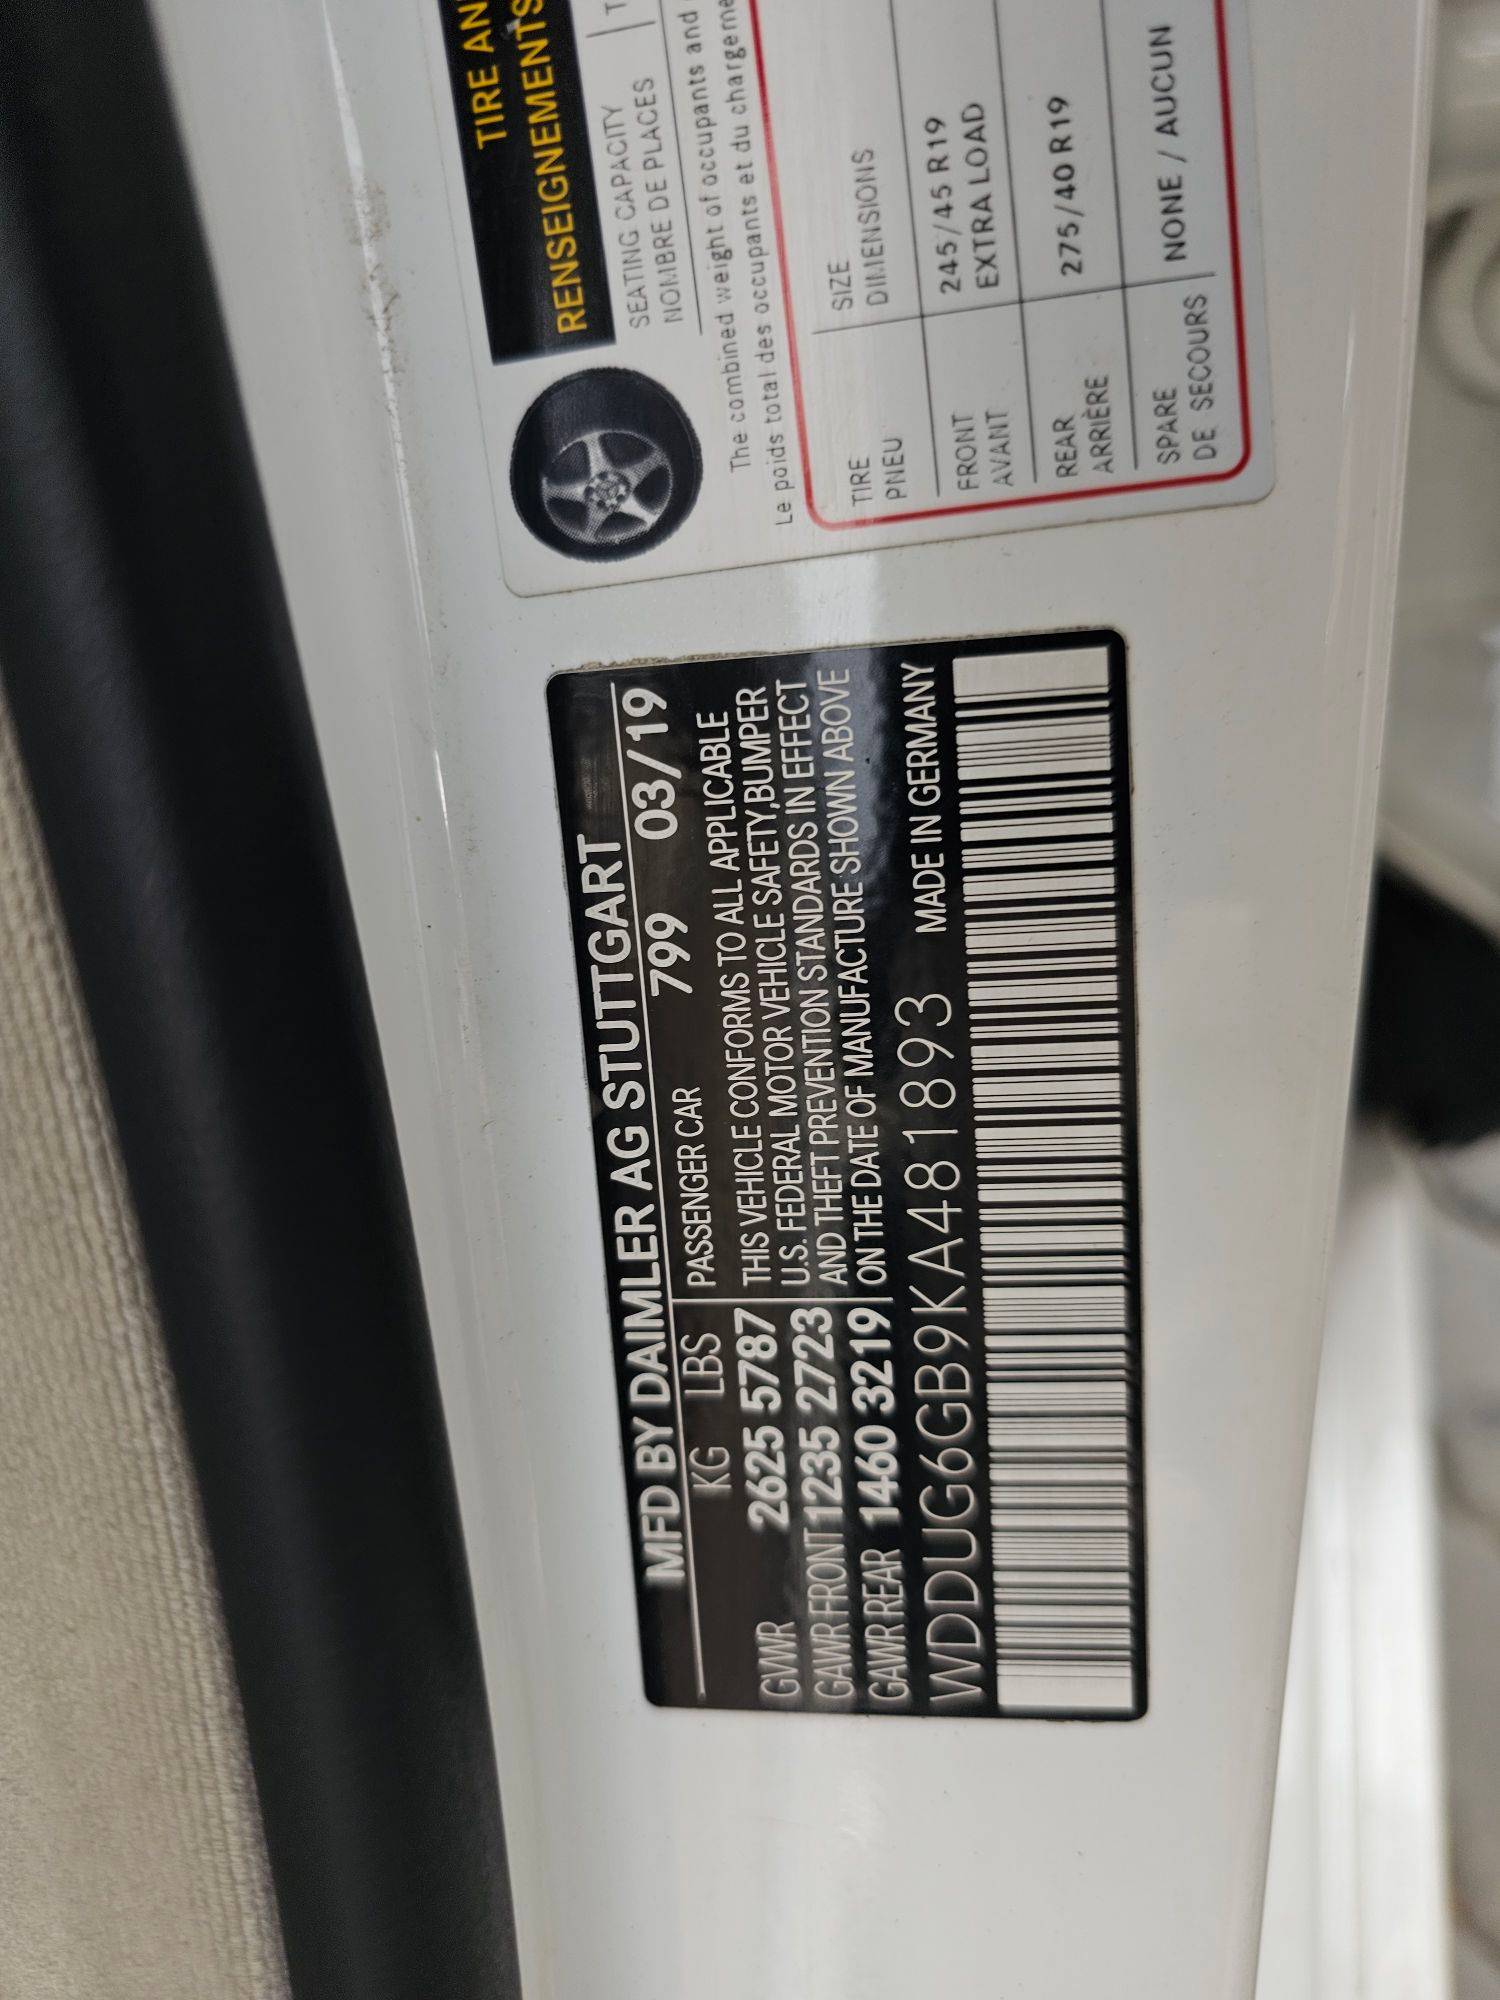 MFD BY DAIMLER AG STUTTGART
KG LBS PASSENGER CAR 799 03/19
GVWR 2625 5787 THIS VEHICLE CONFORMS TO ALL APPLICABLE
GAWR FRONT 1235 2723 U.S. FEDERAL MOTOR VEHICLE SAFETY, BUMPER
GAWR REAR 1460 3219 AND THEFT PREVENTION STANDARDS IN EFFECT
ON THE DATE OF MANUFACTURE SHOWN ABOVE
WDDUG6GB9KA481893 MADE IN GERMANY
TIRE
RENSEIGNEMENTS
SEATING CAPACITY
NOMBRE DE PLACES
The combined weight of occupants and
Le poids total des occupants et du
TIRE SIZE
PNEU DIMENSIONS
FRONT 245/45 R19
AVANT EXTRA LOAD
REAR 275/40 R19
ARRIÈRE
SPARE NONE / AUCUN
DE SECOURS